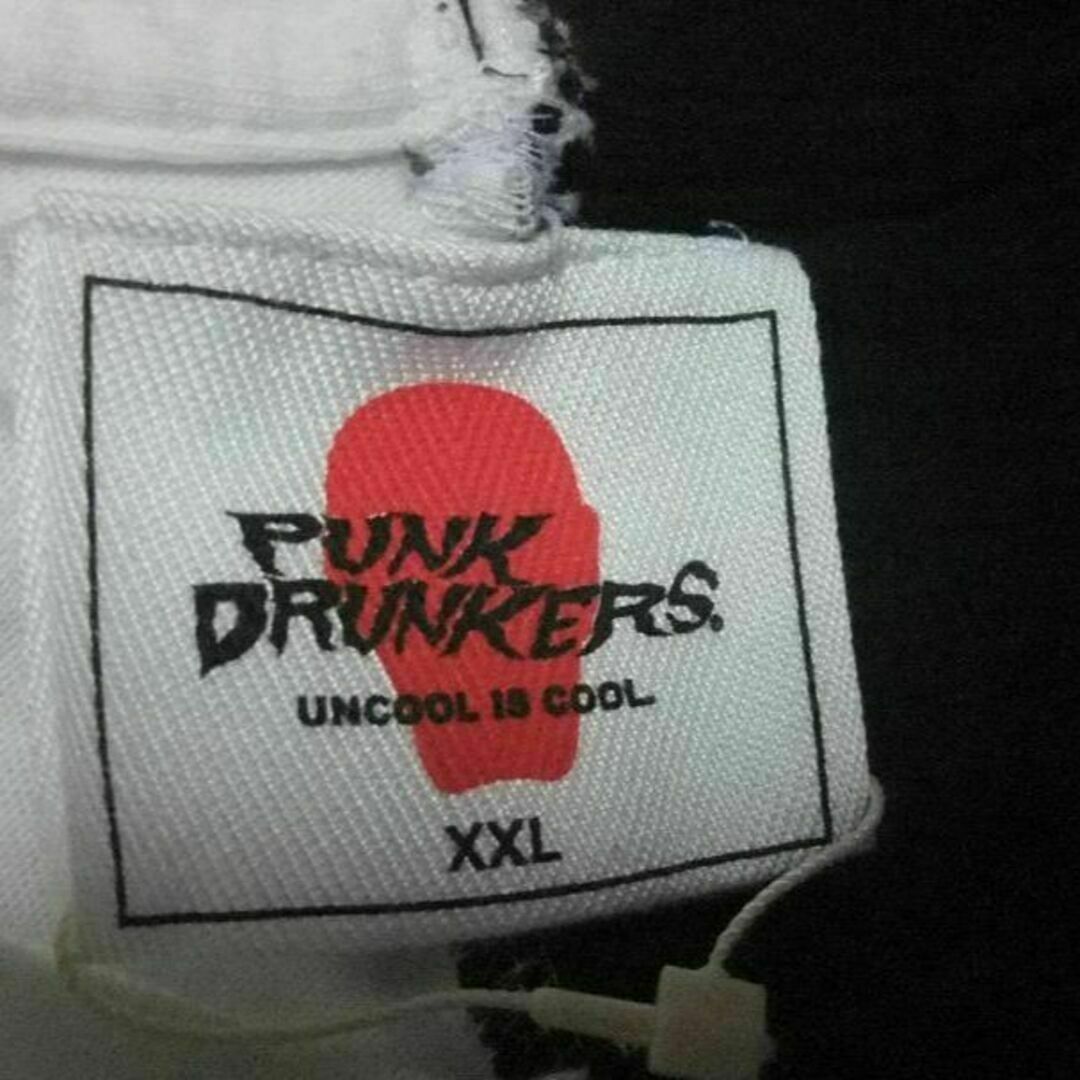 PUNK
DRUNKERS.
UNCOOL IS COOL.
XXL